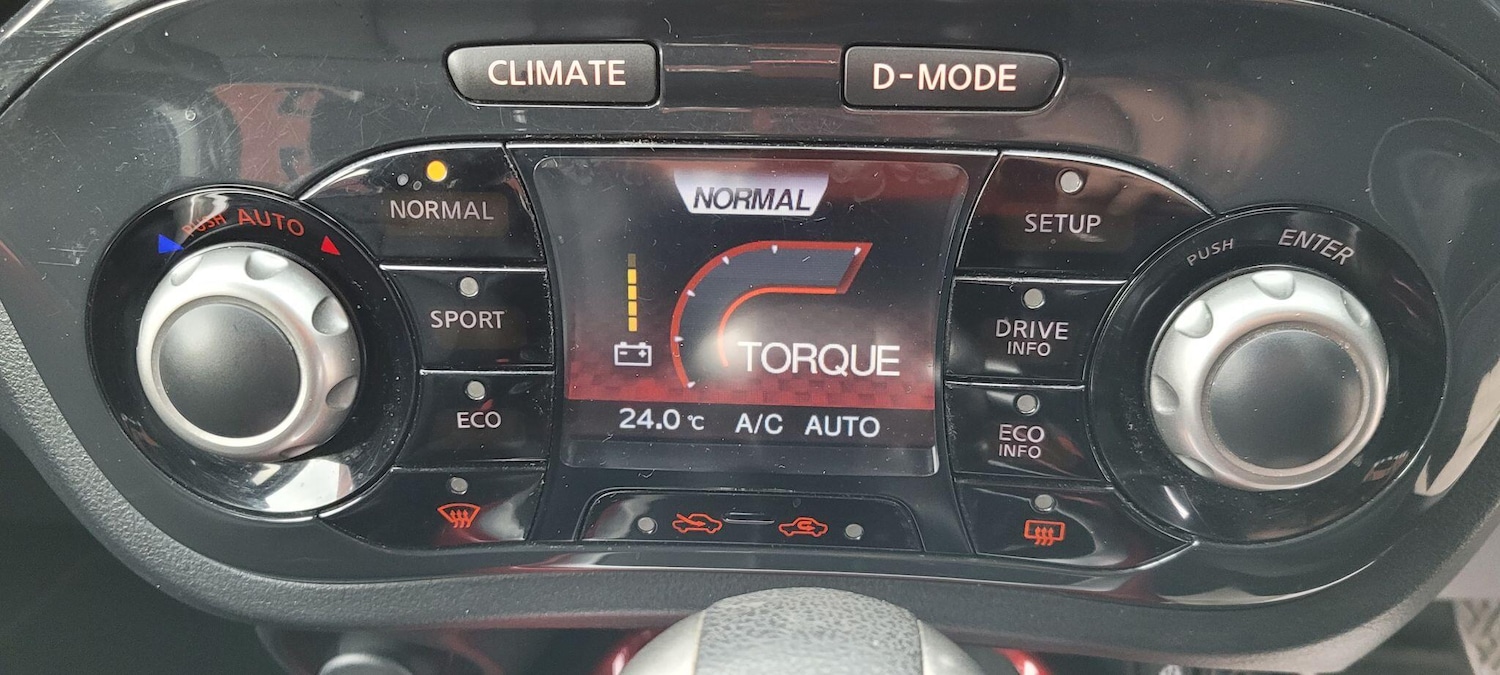 CLIMATE
D-MODE
NORMAL
NORMAL
SETUP
PUSH AUTO
PUSH ENTER
SPORT
DRIVE
INFO
TORQUE
ECO
24.0 °C A/C AUTO
ECO
INFO